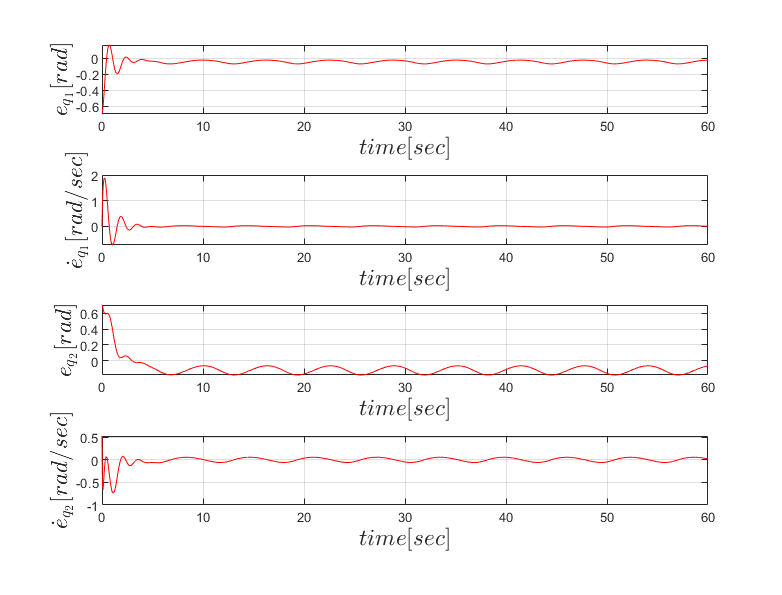 e_{q_1}[rad]
0
-0.2
-0.4
-0.6
0 10 20 30 40 50 60
time[sec]
ė_{q_1}[rad/sec]
2
1
0
0 10 20 30 40 50 60
time[sec]
e_{q_2}[rad]
0.6
0.4
0.2
0
0 10 20 30 40 50 60
time[sec]
ė_{q_2}[rad/sec]
0.5
0
-0.5
-1
0 10 20 30 40 50 60
time[sec]